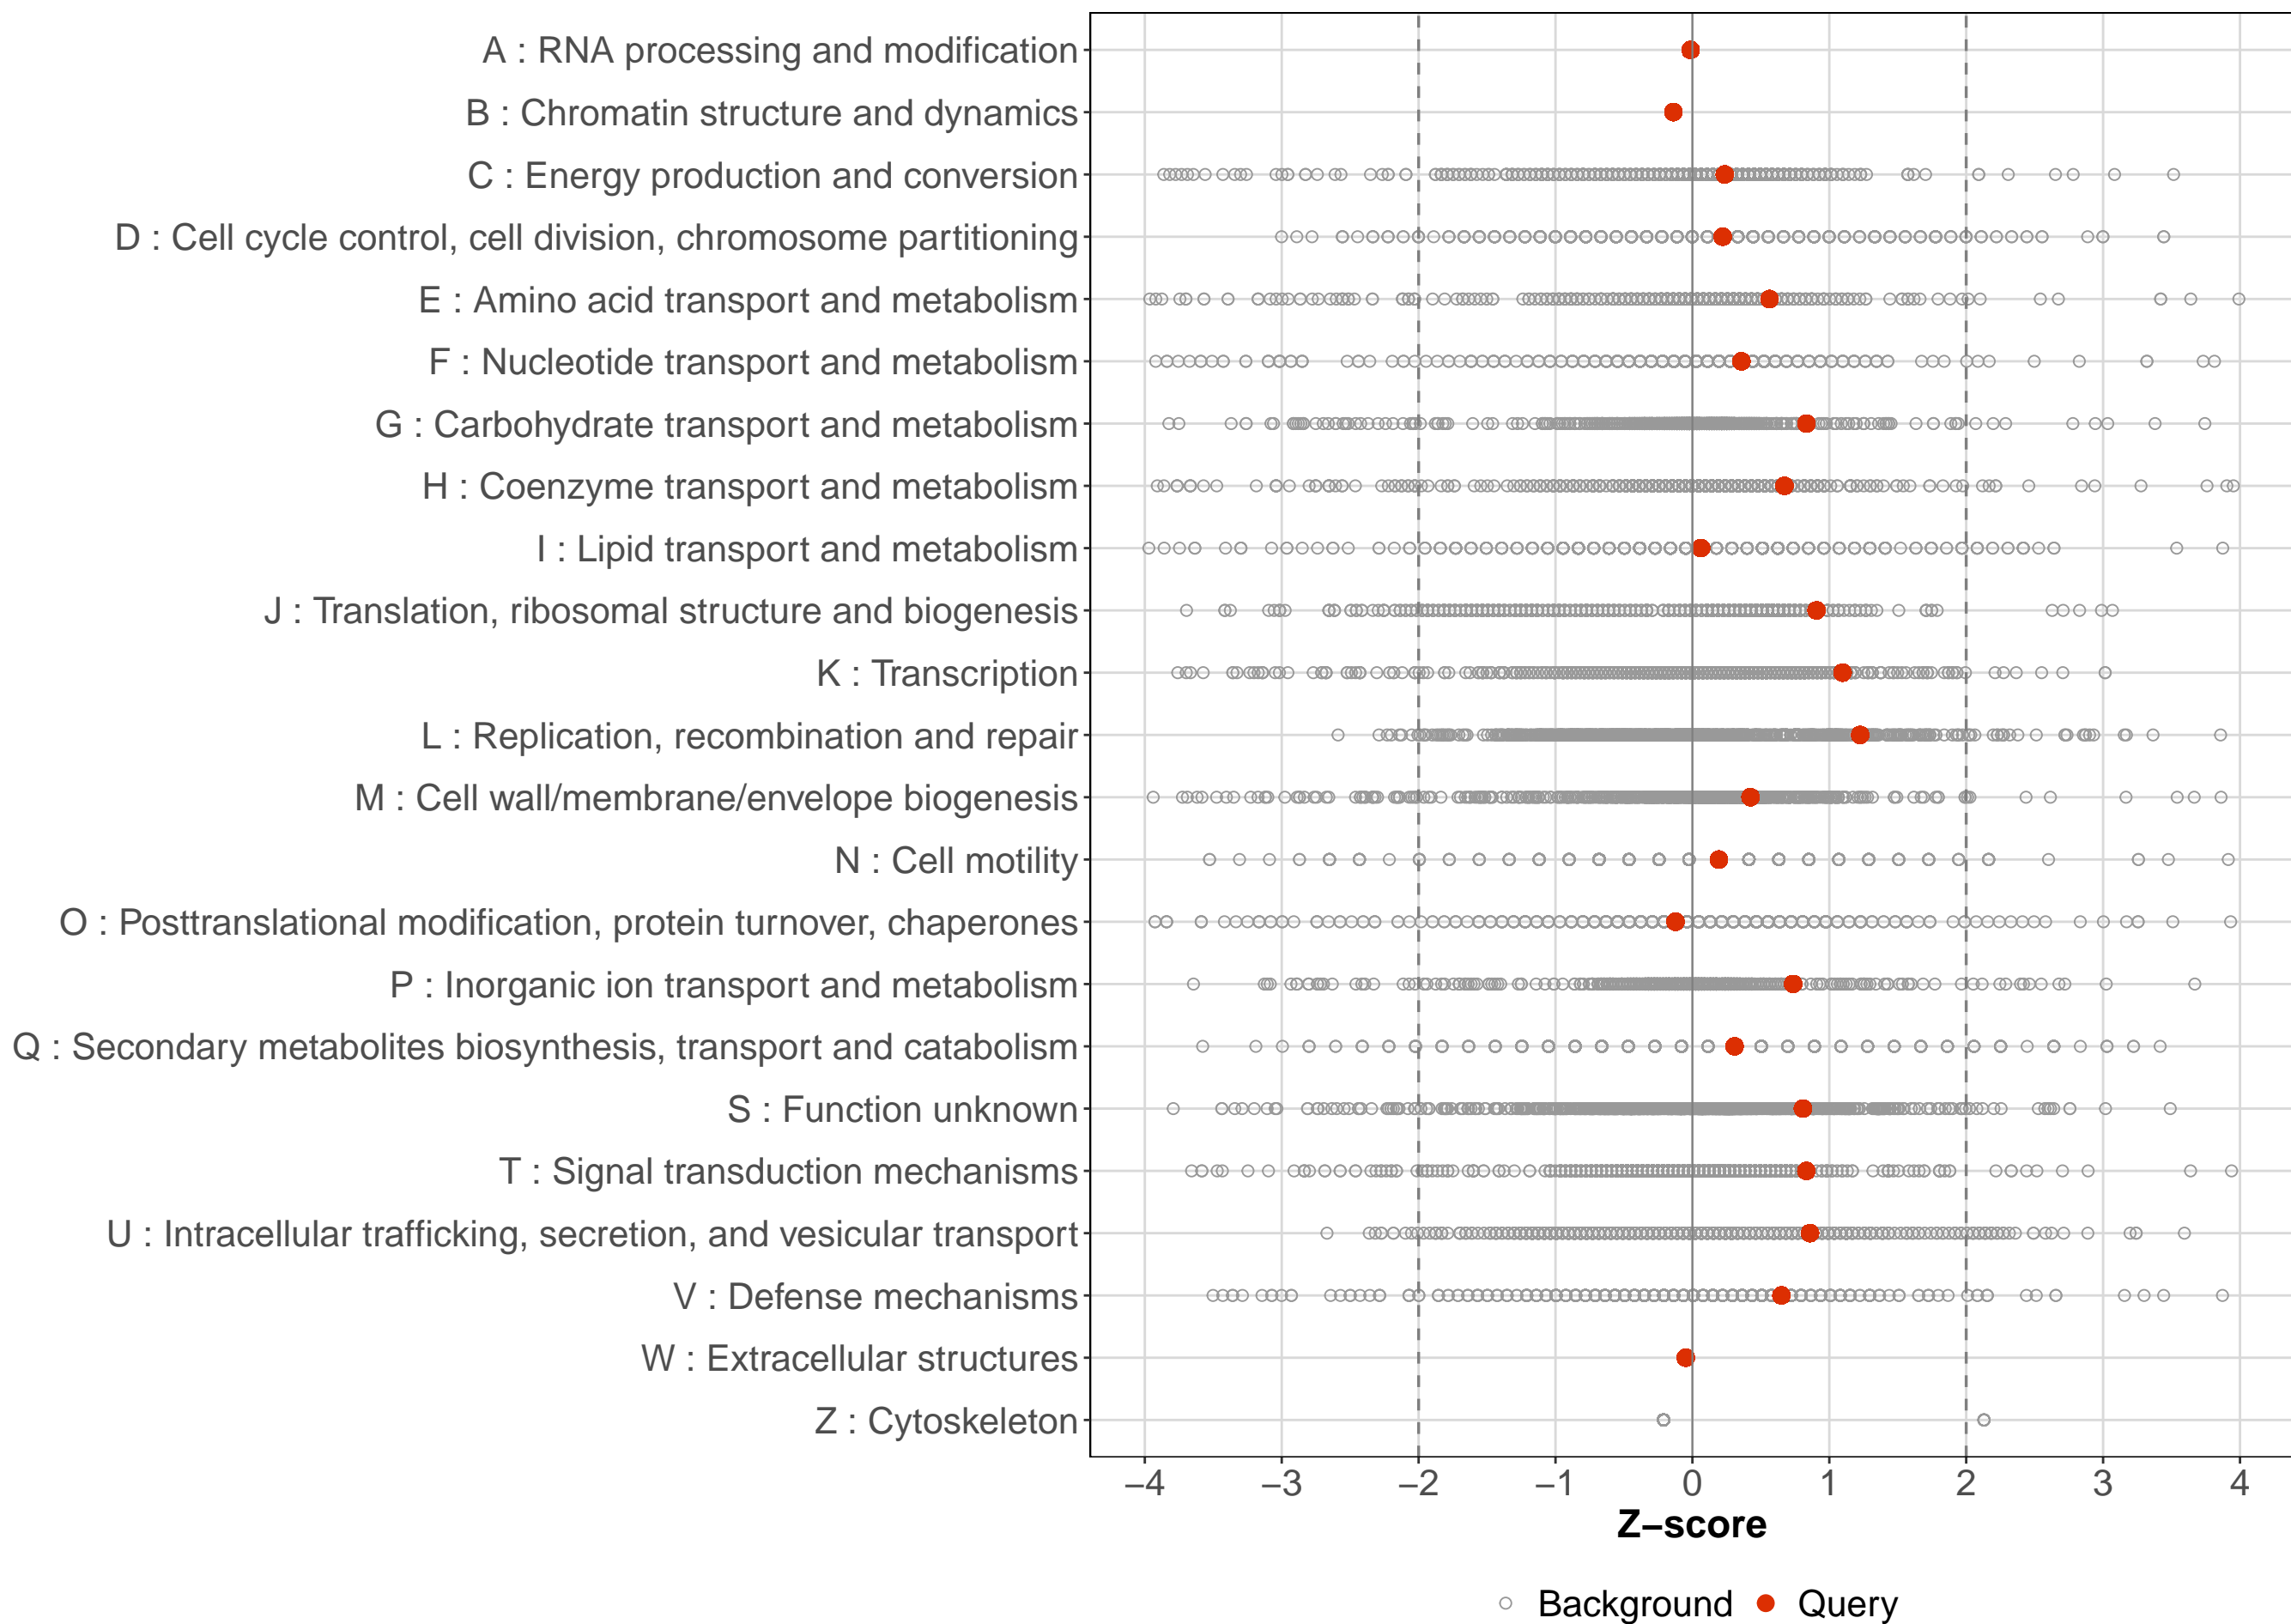 A : RNA processing and modification
B : Chromatin structure and dynamics
C : Energy production and conversion
D : Cell cycle control, cell division, chromosome partitioning
E : Amino acid transport and metabolism
F : Nucleotide transport and metabolism
G : Carbohydrate transport and metabolism
H : Coenzyme transport and metabolism
I : Lipid transport and metabolism
J : Translation, ribosomal structure and biogenesis
K : Transcription
L : Replication, recombination and repair
M : Cell wall/membrane/envelope biogenesis
N : Cell motility
O : Posttranslational modification, protein turnover, chaperones
P : Inorganic ion transport and metabolism
Q : Secondary metabolites biosynthesis, transport and catabolism
S : Function unknown
T : Signal transduction mechanisms
U : Intracellular trafficking, secretion, and vesicular transport
V : Defense mechanisms
W : Extracellular structures
Z : Cytoskeleton
−4 −3 −2 −1 0 1 2 3 4
Z−score
Background Query